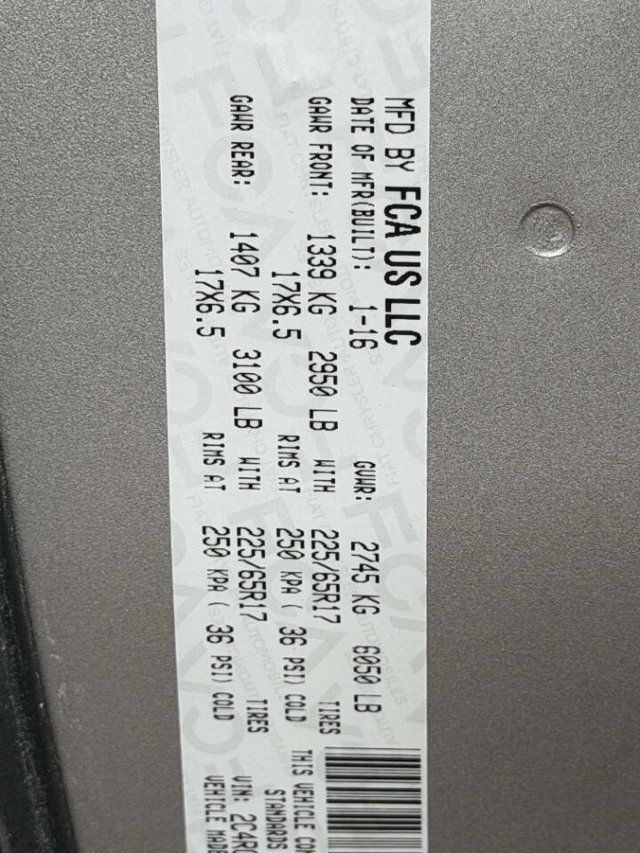 MFD BY FCA US LLC
DATE OF MFR(BUILT): 1-16 GVWR: 2745 KG 6050 LB
GAWR FRONT: 1339 KG 2950 LB WITH 225/65R17 TIRES
17X6.5 RIMS AT 250 KPA ( 36 PSI) COLD
GAWR REAR: 1407 KG 3100 LB WITH 225/65R17 TIRES
17X6.5 RIMS AT 250 KPA ( 36 PSI) COLD
THIS VEHICLE CON
STANDARDS
VIN: 2C4RC
VEHICLE MADE